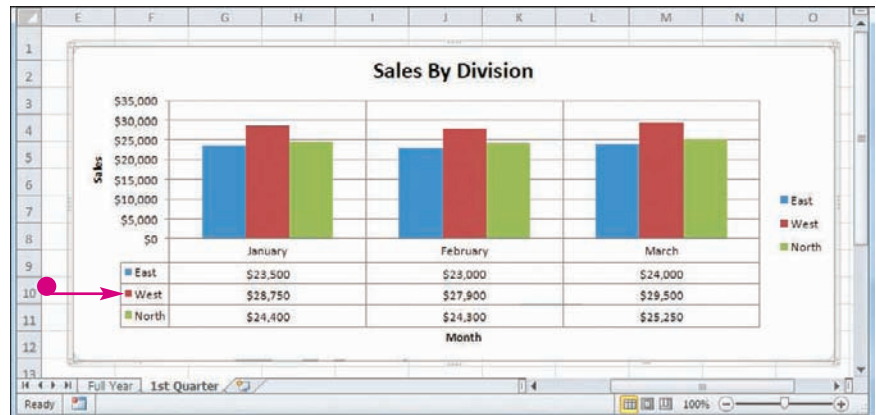 E F G H I J K L M N O
1
2
3
4
5
6
7
8
9
10
11
12
13
Sales By Division
$35,000
$30,000
$25,000
$20,000
$15,000
$10,000
$5,000
$0
Sales
January February March
East $23,500 $23,000 $24,000
West $28,750 $27,900 $29,500
North $24,400 $24,300 $25,250
Month
East
West
North
Full Year 1st Quarter
Ready 100%